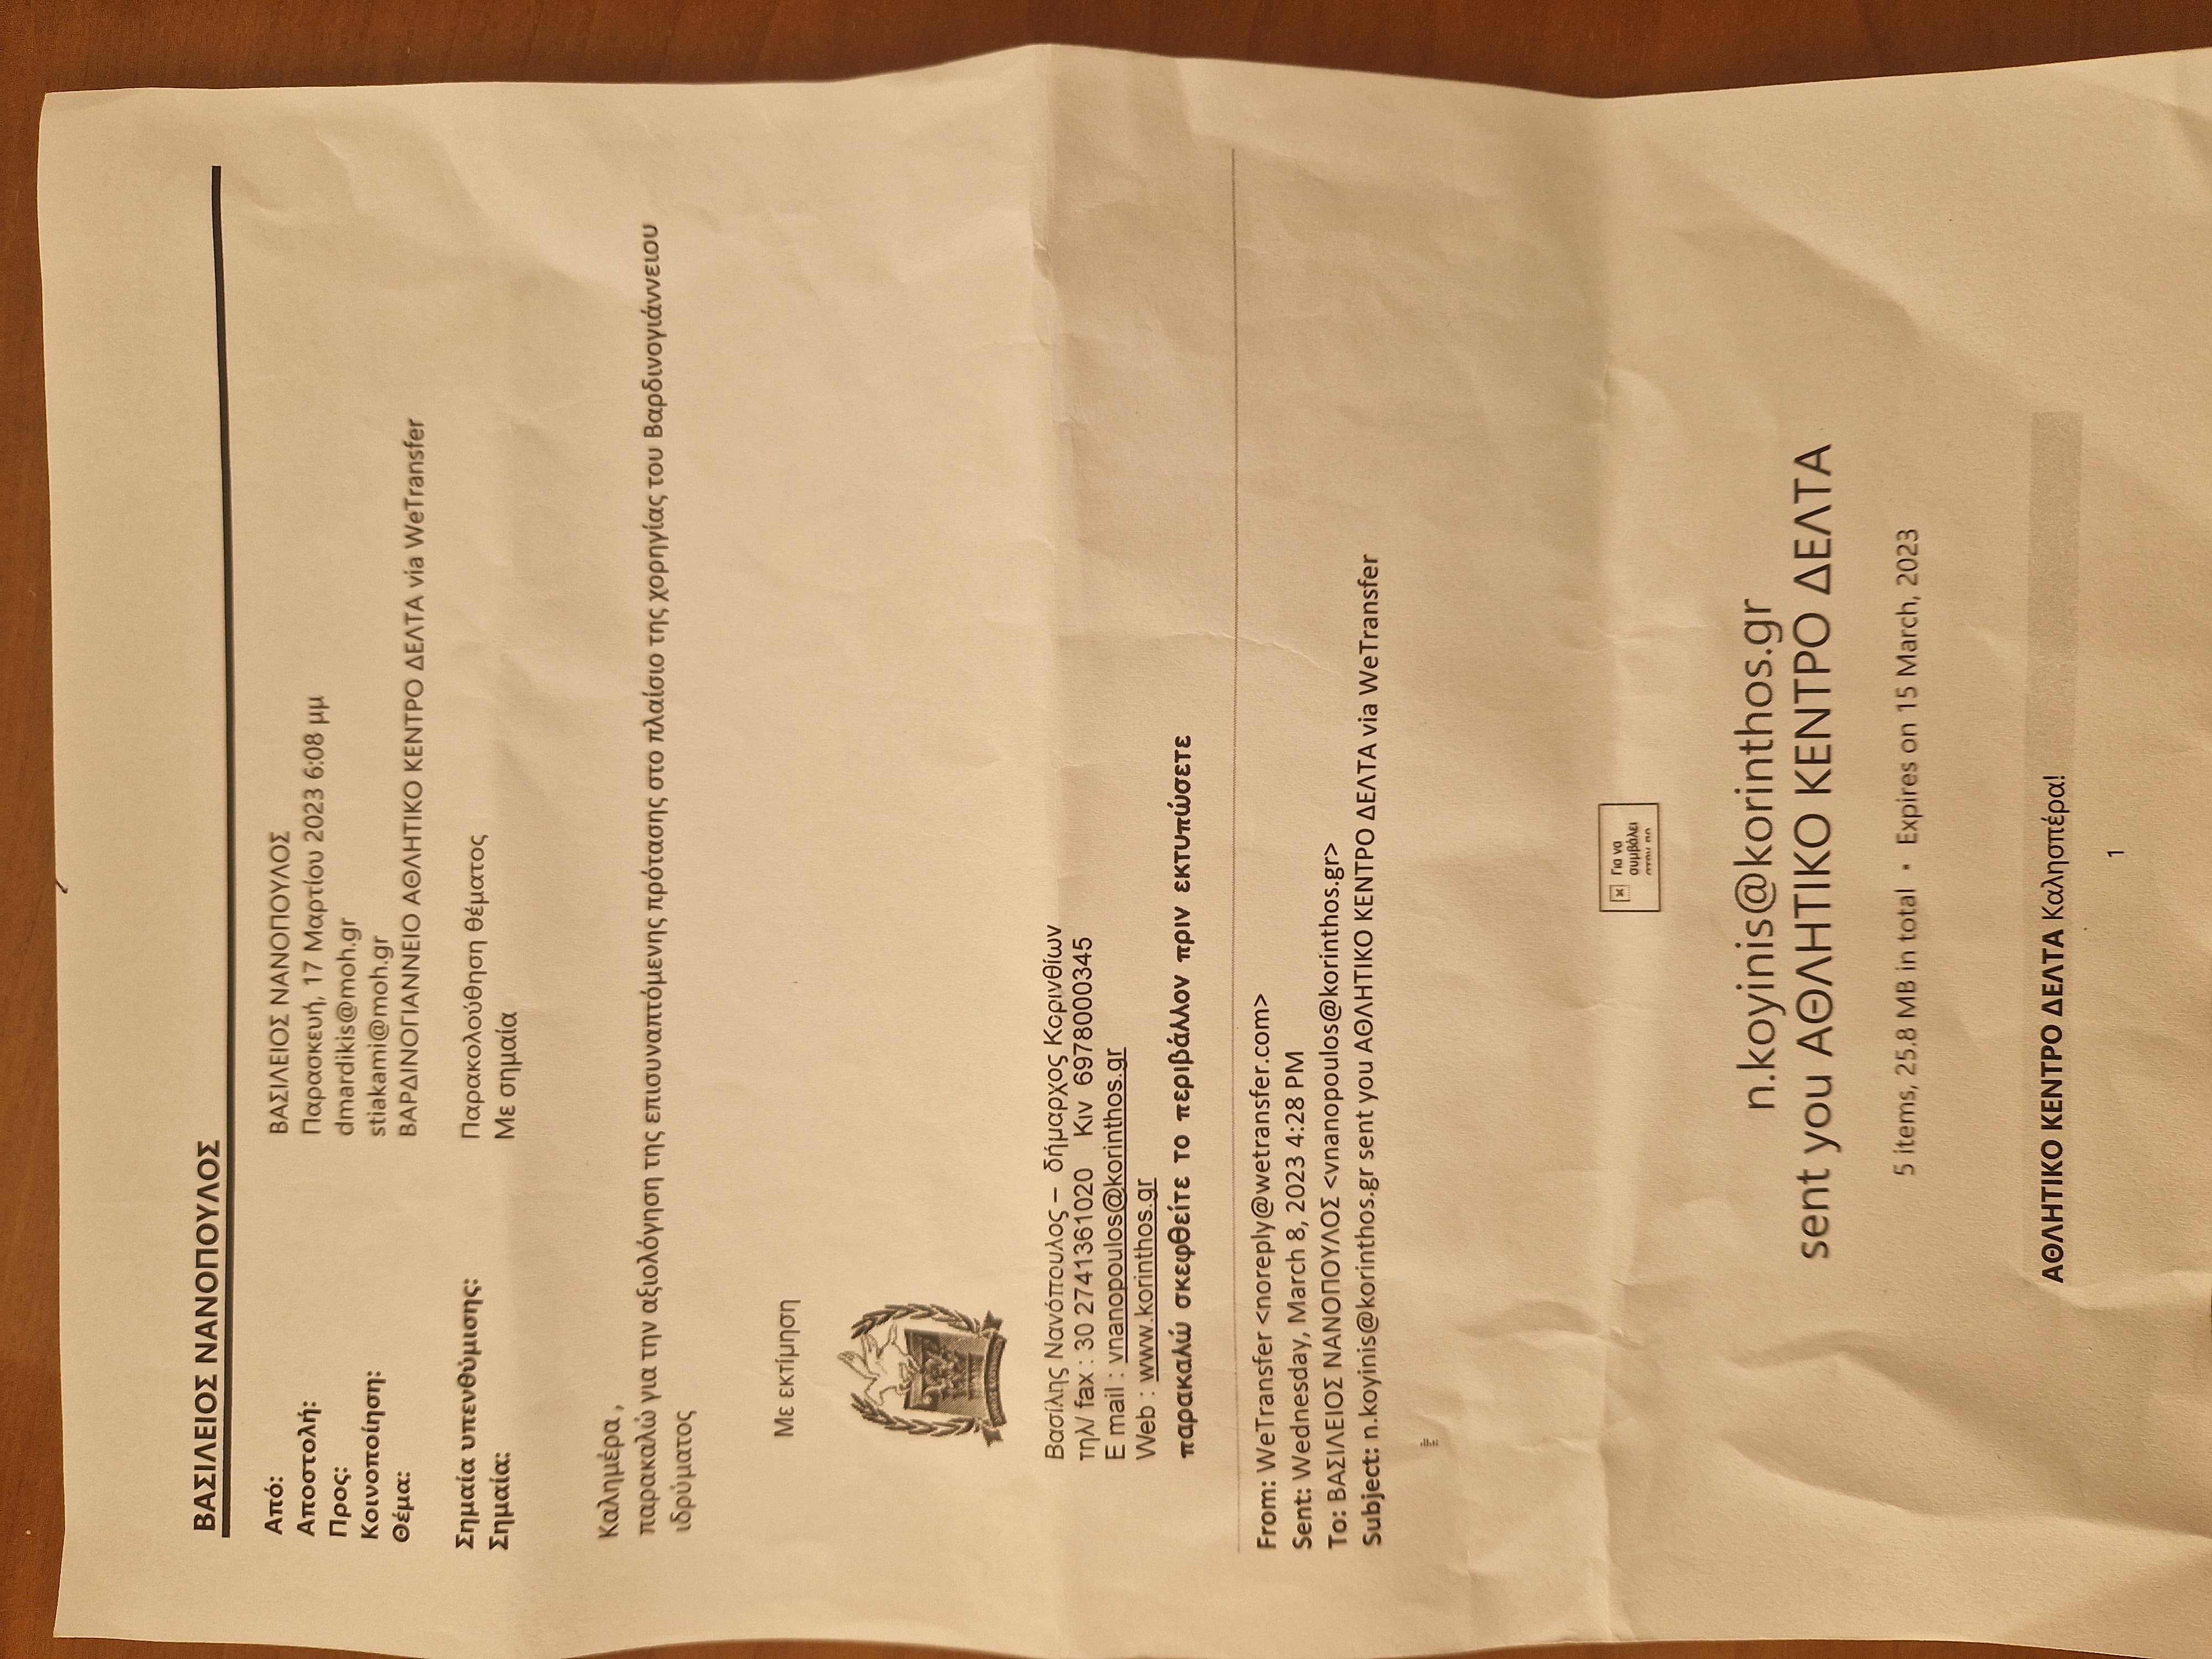 ΒΑΣΙΛΕΙΟΣ ΝΑΝΟΠΟΥΛΟΣ
Από: ΒΑΣΙΛΕΙΟΣ ΝΑΝΟΠΟΥΛΟΣ
Αποστολή: Παρασκευή, 17 Μαρτίου 2023 6:08 μμ
Προς: dmardikis@moh.gr
Κοινοποίηση: stiakami@moh.gr
Θέμα: ΒΑΡΔΙΝΟΓΙΑΝΝΕΙΟ ΑΘΛΗΤΙΚΟ ΚΕΝΤΡΟ ΔΕΛΤΑ via WeTransfer
Σημαία υπενθύμισης: Παρακολούθηση θέματος
Σημαία: Με σημαία
Καλημέρα ,
παρακαλώ για την αξιολόγηση της επισυναπτόμενης πρότασης στο πλαίσιο της χορηγίας του Βαρδινογιάννειου
ιδρύματος
Με εκτίμηση
Βασίλης Νανόπουλος – δήμαρχος Κορινθίων
τηλ/ fax : 30 2741361020 Κιν 6978000345
E mail : vnanopoulos@korinthos.gr
Web : www.korinthos.gr
παρακαλώ σκεφθείτε το περιβάλλον πριν εκτυπώσετε
From: WeTransfer <noreply@wetransfer.com>
Sent: Wednesday, March 8, 2023 4:28 PM
To: ΒΑΣΙΛΕΙΟΣ ΝΑΝΟΠΟΥΛΟΣ <vnanopoulos@korinthos.gr>
Subject: n.koyinis@korinthos.gr sent you ΑΘΛΗΤΙΚΟ ΚΕΝΤΡΟ ΔΕΛΤΑ via WeTransfer
Για να
συμβάλει
n.koyinis@korinthos.gr
sent you ΑΘΛΗΤΙΚΟ ΚΕΝΤΡΟ ΔΕΛΤΑ
5 items, 25.8 MB in total • Expires on 15 March, 2023
ΑΘΛΗΤΙΚΟ ΚΕΝΤΡΟ ΔΕΛΤΑ Καλησπέρα!
1